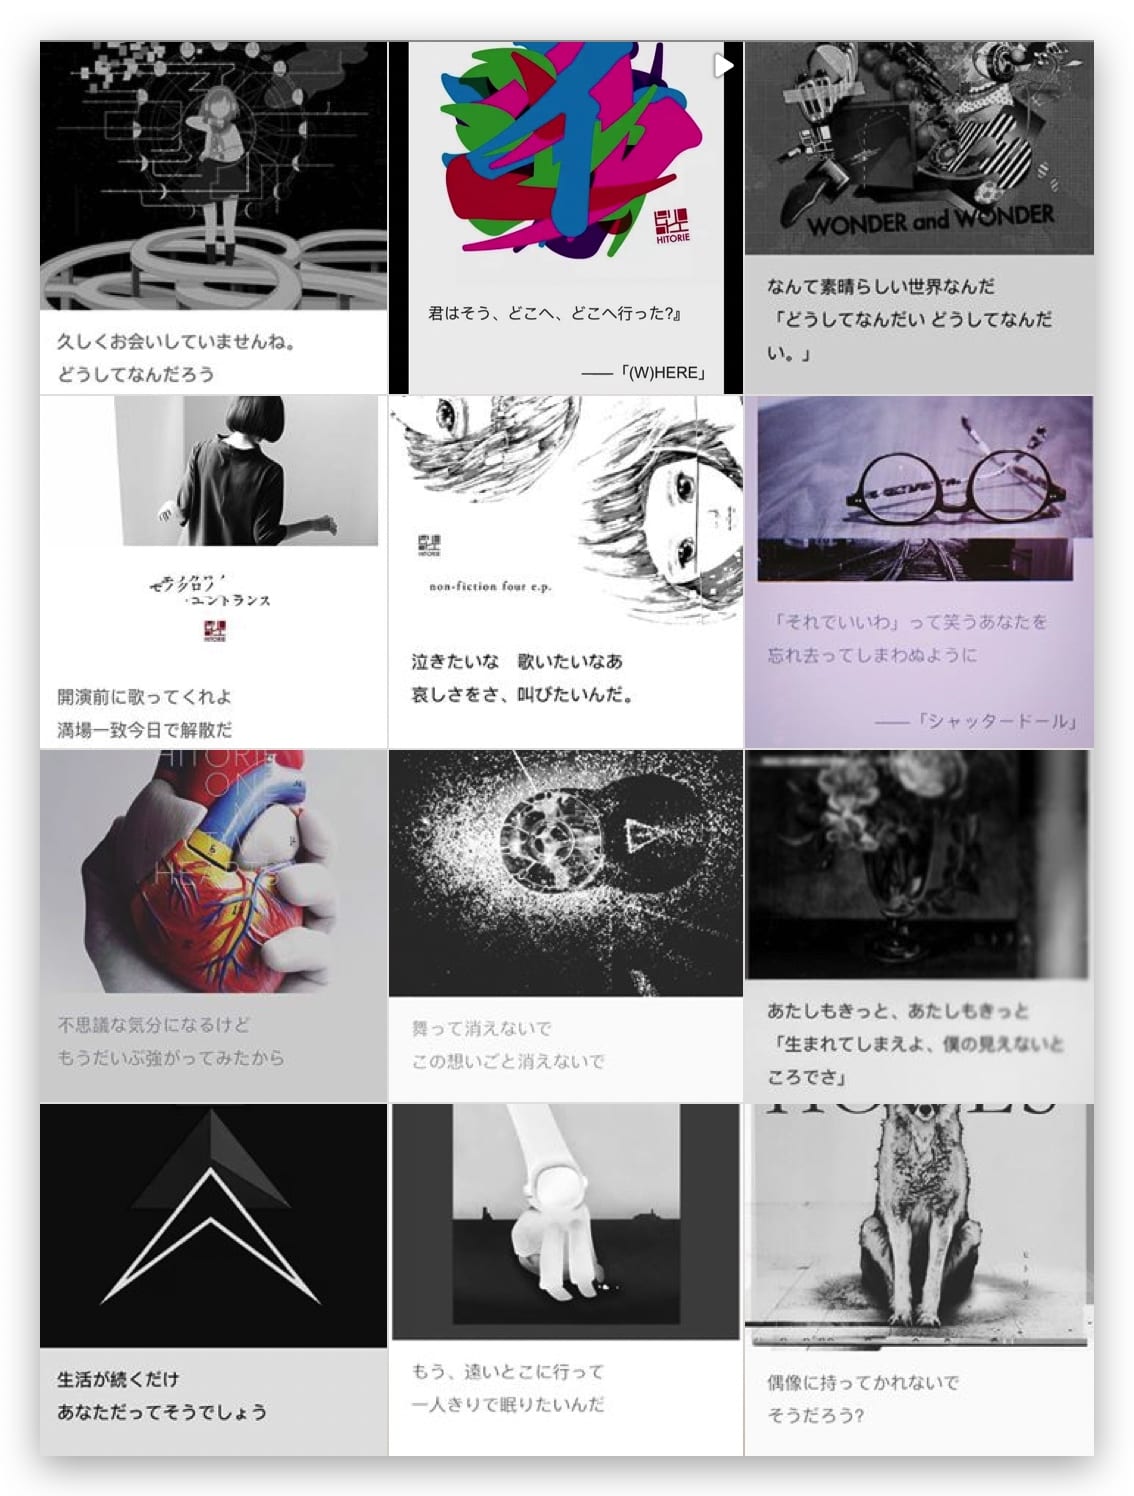 久しくお会いしていませんね。
どうしてなんだろう
HITORIE
君はそう、どこへ、どこへ行った?』
——「(W)HERE」
HITORIE
WONDER and WONDER
なんて素晴らしい世界なんだ
「どうしてなんだい どうしてなんだ
い。」
モノクロノ・エントランス
HITORIE
開演前に歌ってくれよ
満場一致今日で解散だ
HITORIE
non-fiction four e.p.
泣きたいな　歌いたいなあ
哀しさをさ、叫びたいんだ。
「それでいいわ」って笑うあなたを
忘れ去ってしまわぬように
——「シャッタードール」
HITORIE
ON
HEARTS
不思議な気分になるけど
もうだいぶ強がってみたから
舞って消えないで
この想いごと消えないで
あたしもきっと、あたしもきっと
「生まれてしまえよ、僕の見えないと
ころでさ」
生活が続くだけ
あなただってそうでしょう
もう、遠いとこに行って
一人きりで眠りたいんだ
ヒトリエ
偶像に持ってかれないで
そうだろう?